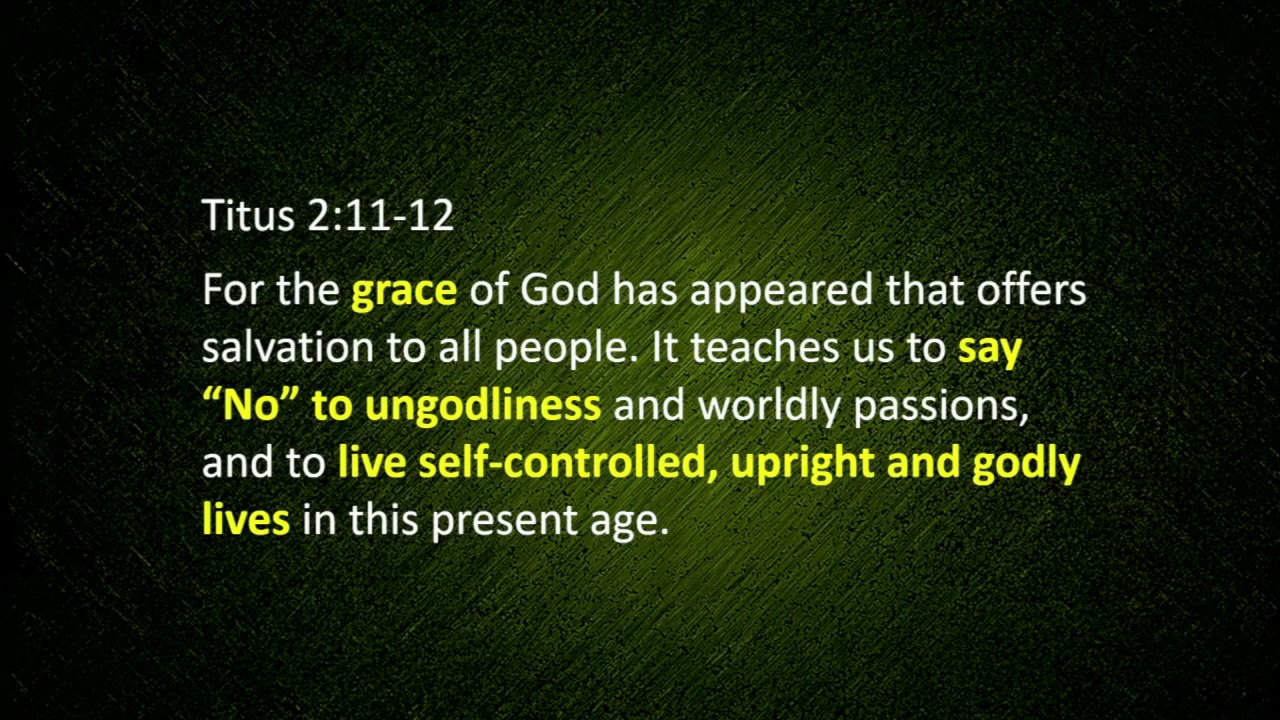 Titus 2:11-12
For the grace of God has appeared that offers
salvation to all people. It teaches us to say
“No” to ungodliness and worldly passions,
and to live self-controlled, upright and godly
lives in this present age.